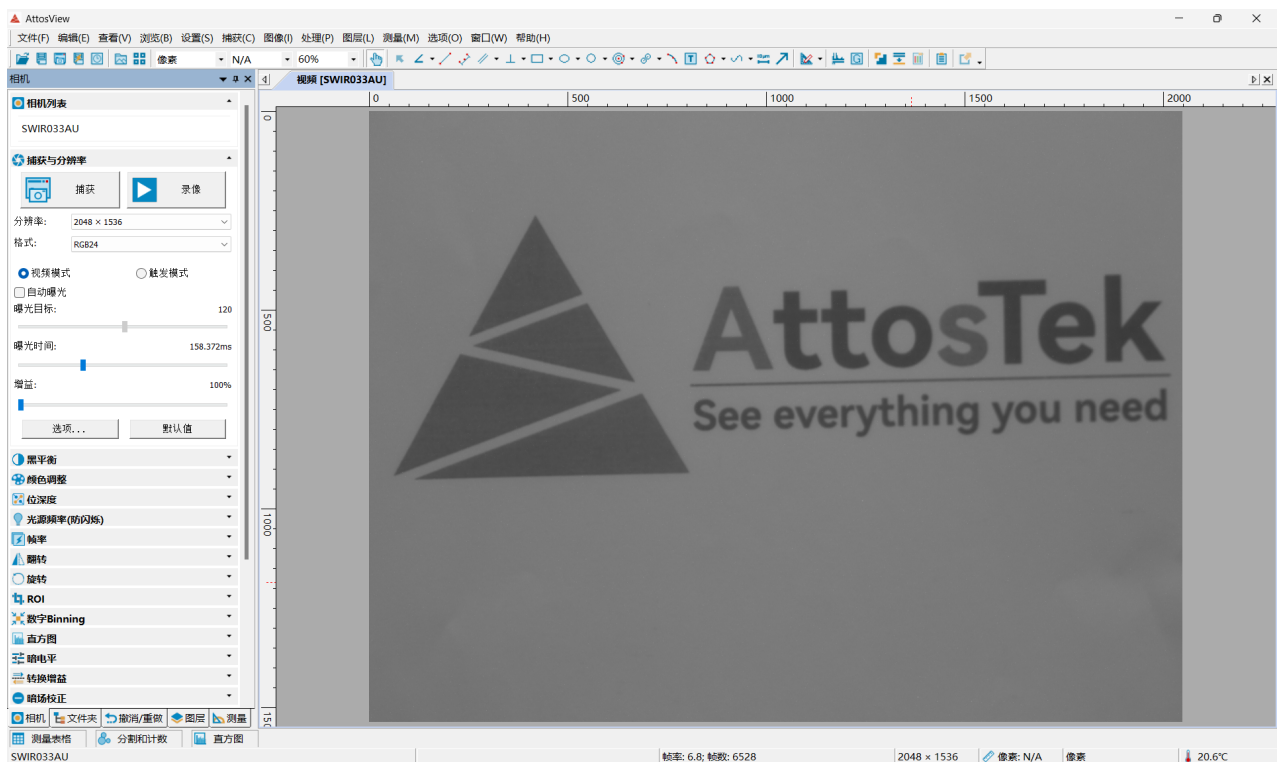 AttosView
文件(F) 编辑(E) 查看(V) 浏览(B) 设置(S) 捕获(C) 图像(I) 处理(P) 图层(L) 测量(M) 选项(O) 窗口(W) 帮助(H)
像素 N/A 60%
相机
视频 [SWIR033AU]
0 500 1000 1500 2000
0
500
1000
150
相机列表
SWIR033AU
捕获与分辨率
捕获 录像
分辨率: 2048 × 1536
格式: RGB24
视频模式 触发模式
自动曝光
曝光目标: 120
曝光时间: 158.372ms
增益: 100%
选项... 默认值
黑平衡
颜色调整
位深度
光源频率(防闪烁)
帧率
翻转
旋转
ROI
数字Binning
直方图
暗电平
转换增益
暗场校正
AttosTek
See everything you need
相机 文件夹 撤消/重做 图层 测量
测量表格 分割和计数 直方图
SWIR033AU 帧率: 6.8; 帧数: 6528 2048 × 1536 像素: N/A 像素 20.6℃